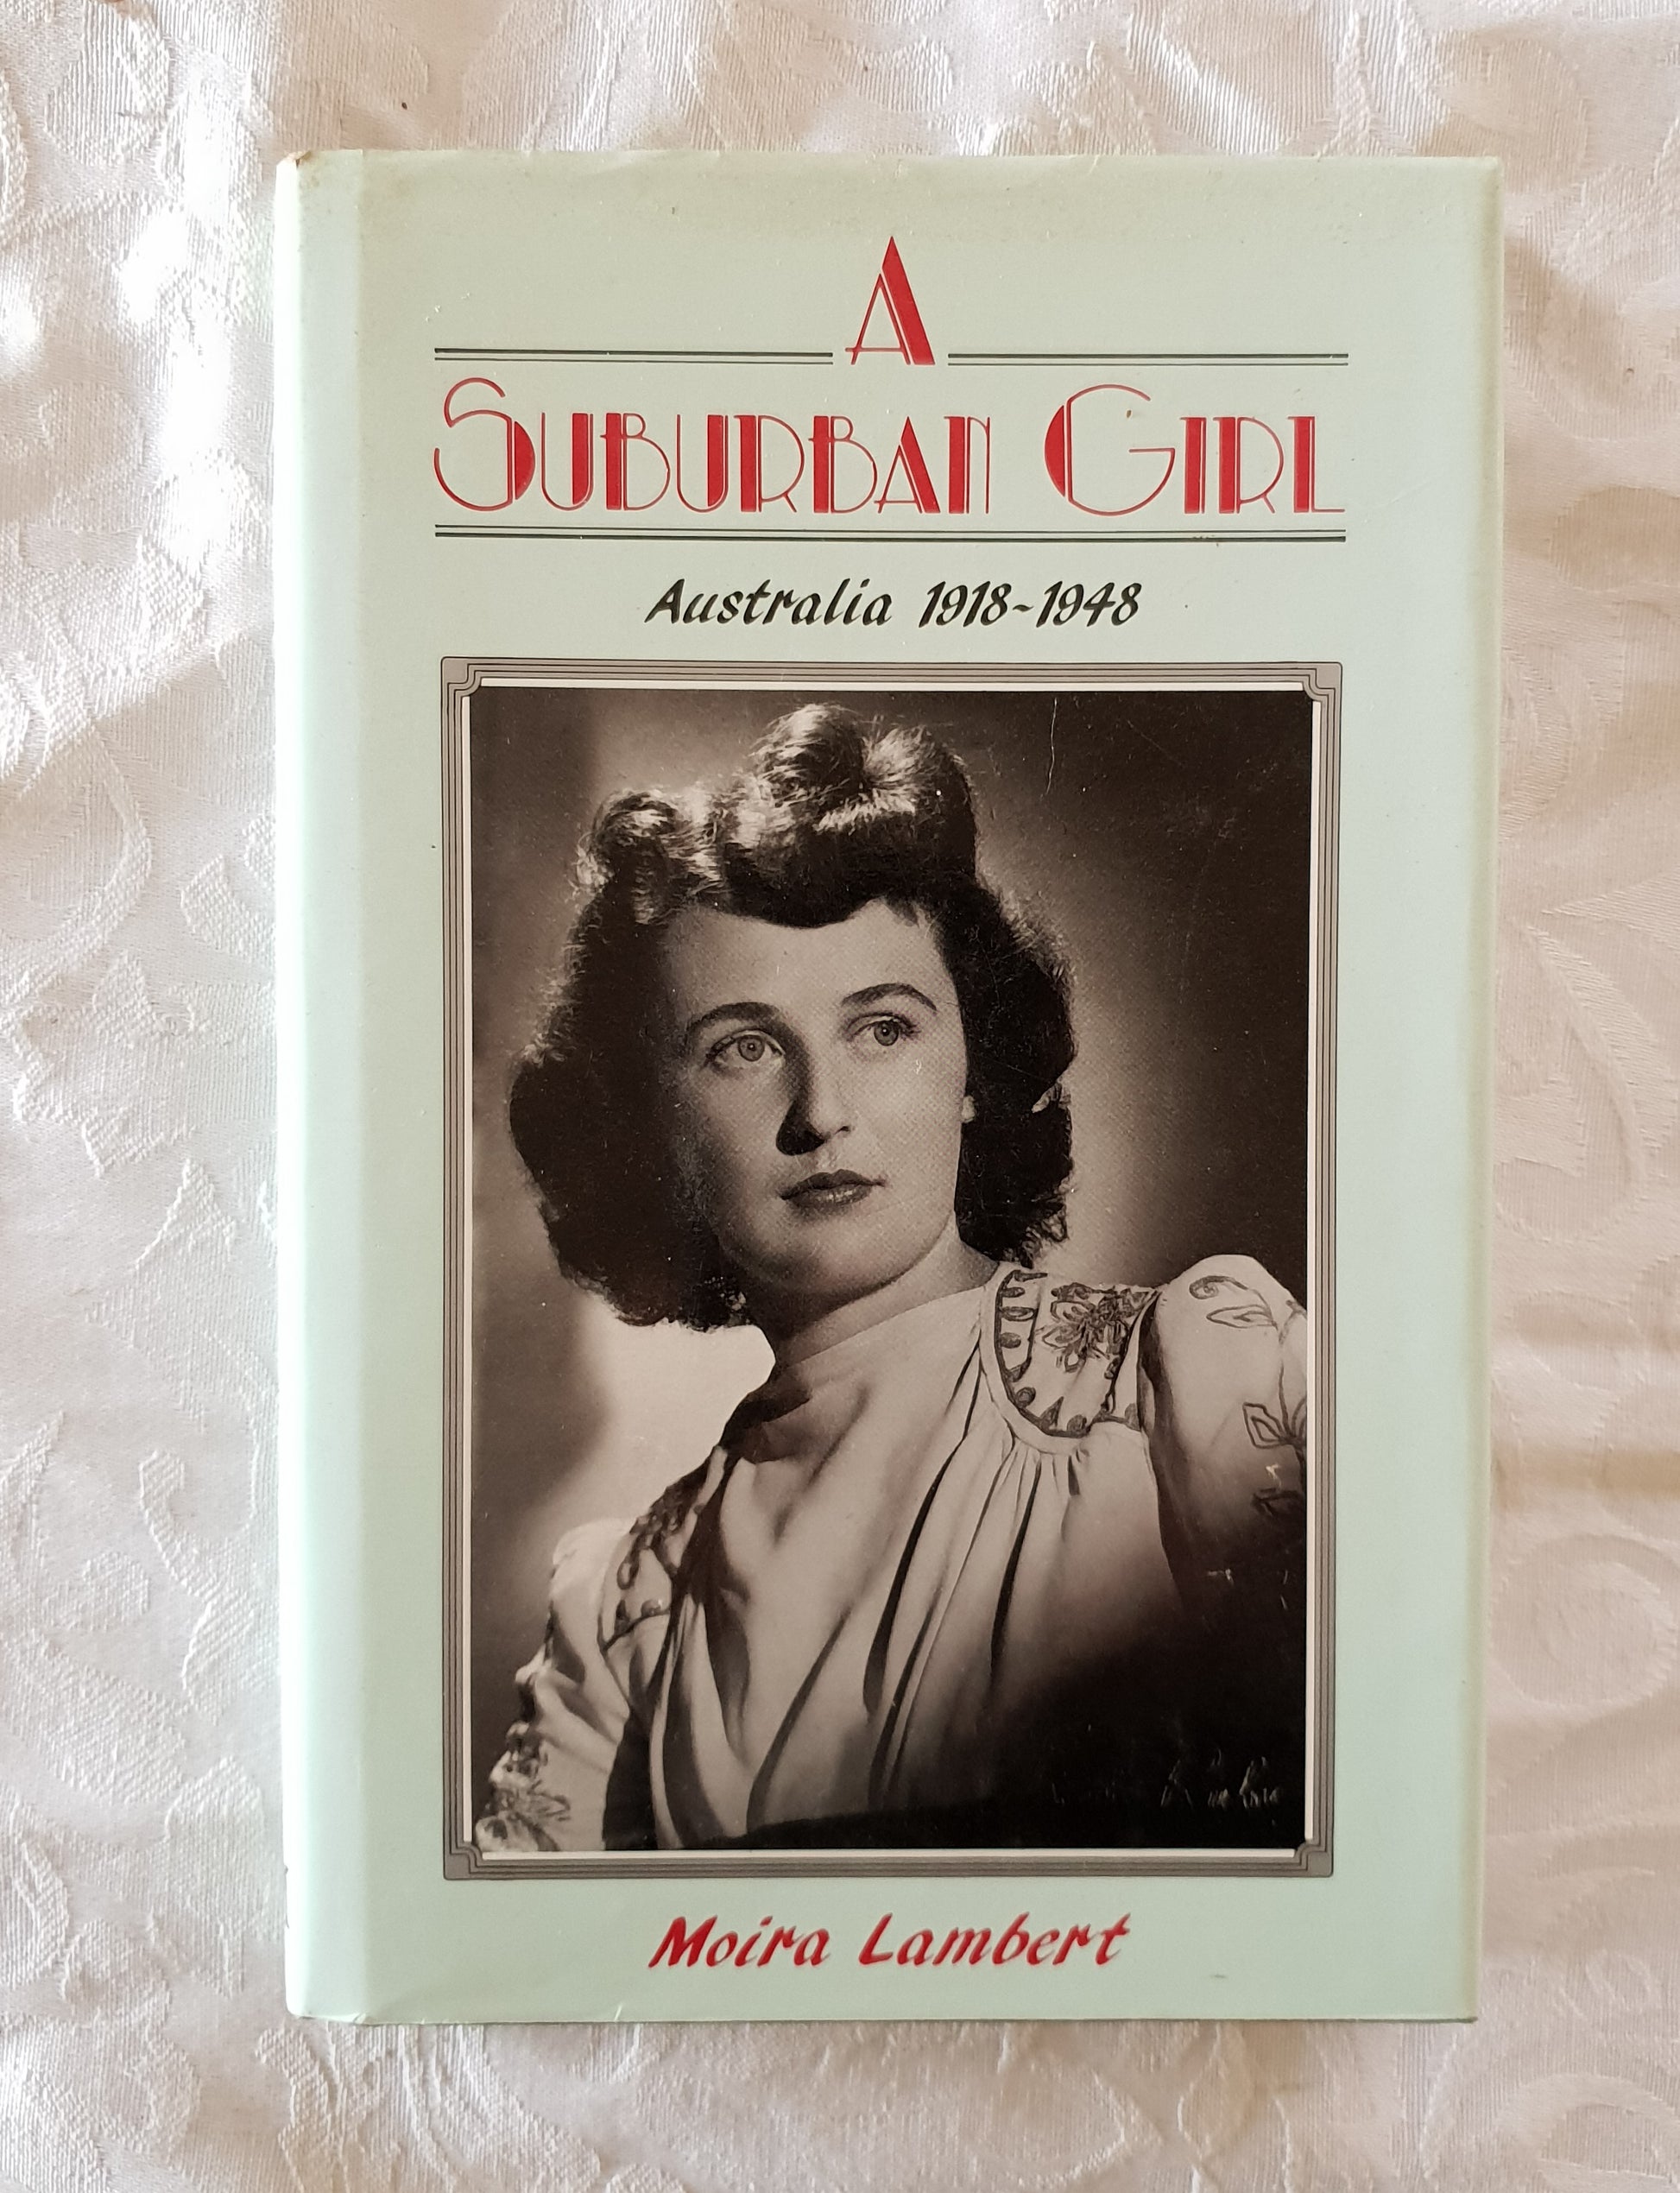 A
SUBURBAN GIRL
Australia 1918-1948
Moira Lambert